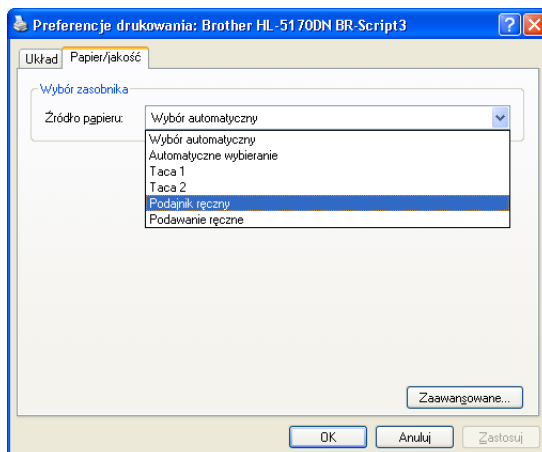 Preferencje drukowania: Brother HL-5170DN BR-Script3
Układ Papier/jakość
Wybór zasobnika
Źródło papieru: Wybór automatyczny
Wybór automatyczny
Automatyczne wybieranie
Taca 1
Taca 2
Podajnik ręczny
Podawanie ręczne
Zaawansowane...
OK Anuluj Zastosuj